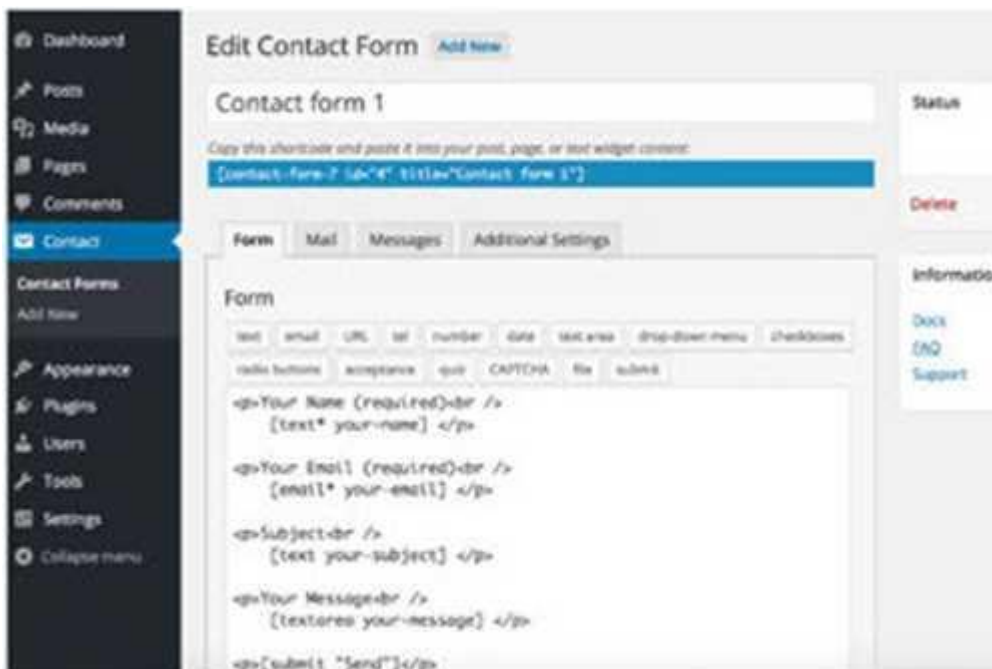 Dashboard
Posts
Media
Pages
Comments
Contact
Contact Forms
Add New
Appearance
Plugins
Users
Tools
Settings
Collapse menu
Edit Contact Form Add New
Contact form 1
Copy this shortcode and paste it into your post, page, or text widget content:
[contact-form-7 id="4" title="Contact form 1"]
Form Mail Messages Additional Settings
Form
text email URL tel number date text area drop-down menu checkboxes
radio buttons acceptance quiz CAPTCHA file submit
<p>Your Name (required)<br />
[text* your-name] </p>
<p>Your Email (required)<br />
[email* your-email] </p>
<p>Subject<br />
[text your-subject] </p>
<p>Your Message<br />
[textarea your-message] </p>
<p>[submit "Send"]</p>
Status
Delete
Informatio
Docs
FAQ
Support